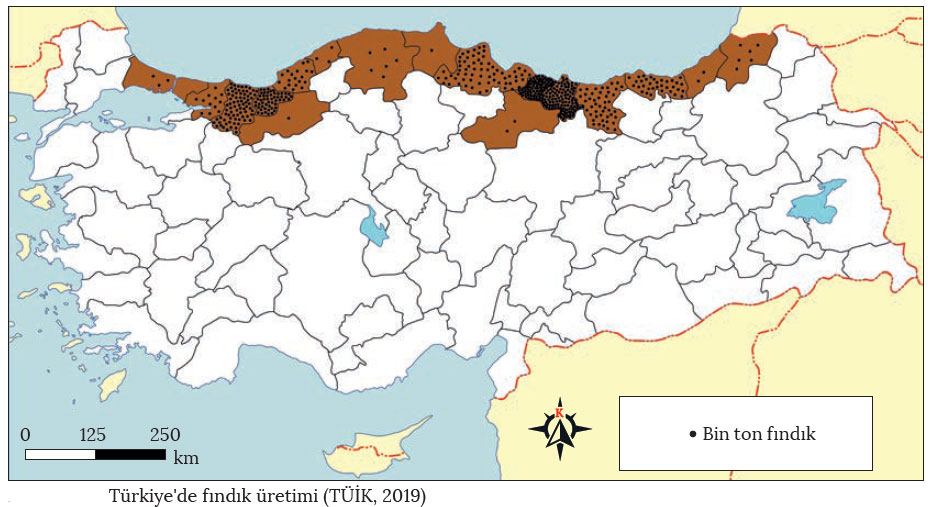 K
0 125 250
km
Bin ton fındık
Türkiye'de fındık üretimi (TÜİK, 2019)